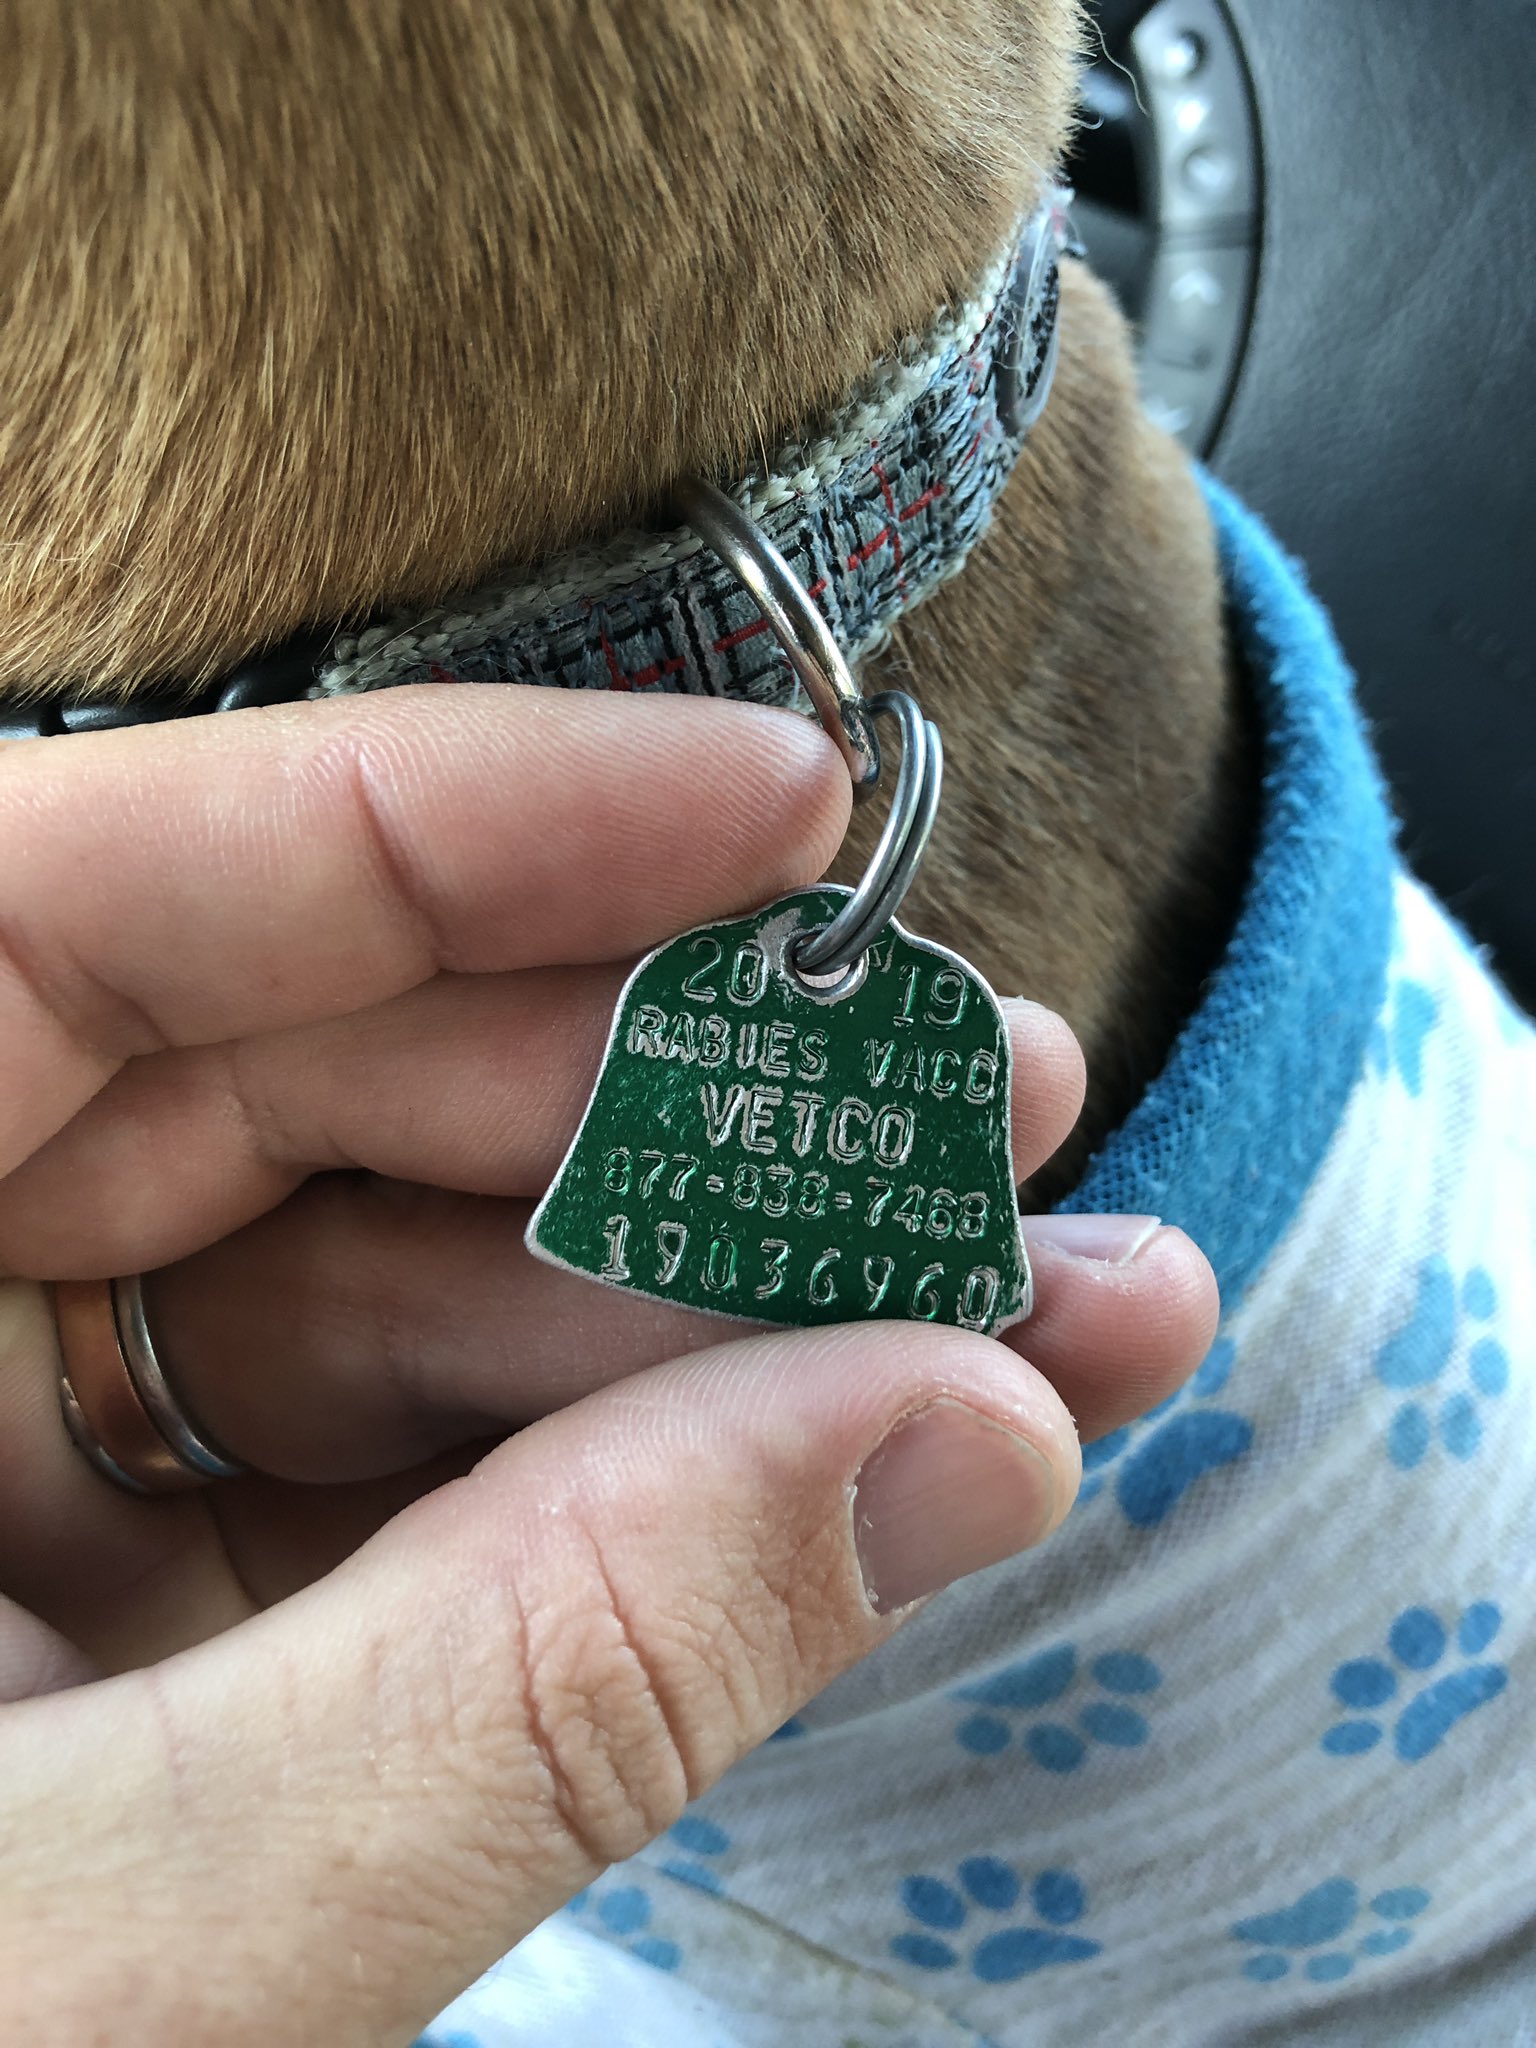 20 19
RABIES VACC
VETCO
877-838-7468
19036960